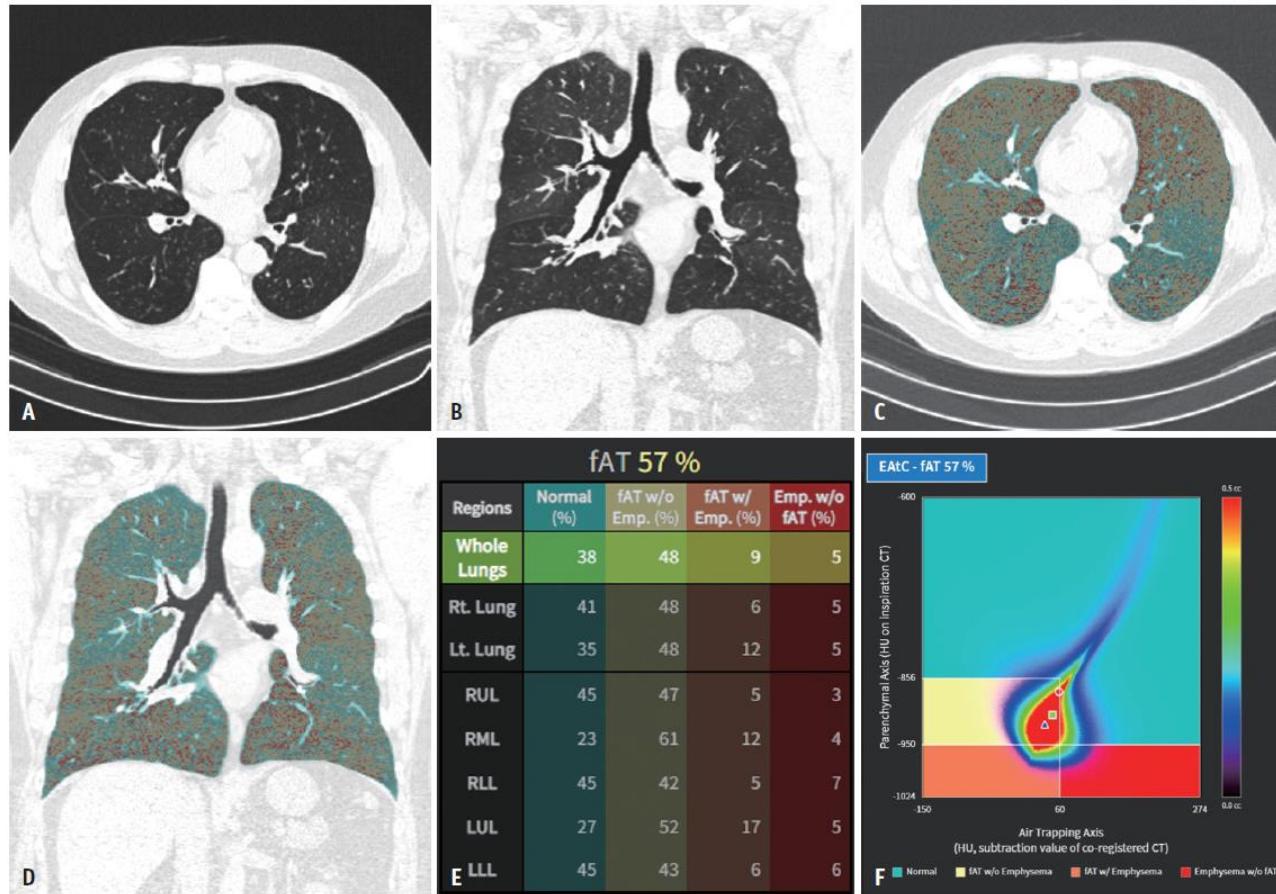 A
B
C
D
fAT 57 %
Regions
Normal (%)
fAT w/o Emp. (%)
fAT w/ Emp. (%)
Emp. w/o fAT (%)
Whole Lungs 38 48 9 5
Rt. Lung 41 48 6 5
Lt. Lung 35 48 12 5
RUL 45 47 5 3
RML 23 61 12 4
RLL 45 42 5 7
LUL 27 52 17 5
LLL 45 43 6 6
E
EAtC - fAT 57 %
0.5 cc
0.0 cc
Parenchymal Axis (HU on Inspiration CT)
-600
-856
-950
-1024
-150 60 274
Air Trapping Axis
(HU, subtraction value of co-registered CT)
Normal fAT w/o Emphysema fAT w/ Emphysema Emphysema w/o fAT
F